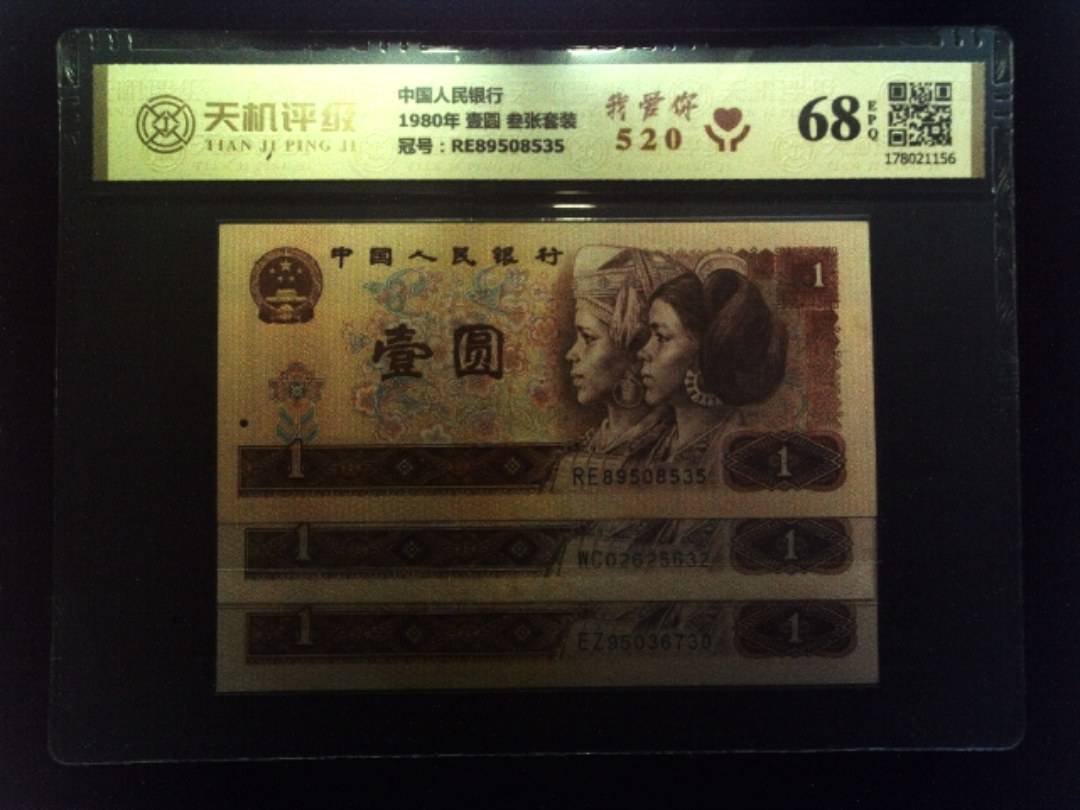 天机评级
TIAN JI PING JI
中国人民银行
1980年 壹圆 叁张套装
冠号：RE89508535
我爱你
520
68
EPQ
178021156
中国人民银行
1
壹圆
1
RE89508535
1
1
WC02625632
1
1
EZ95036730
1